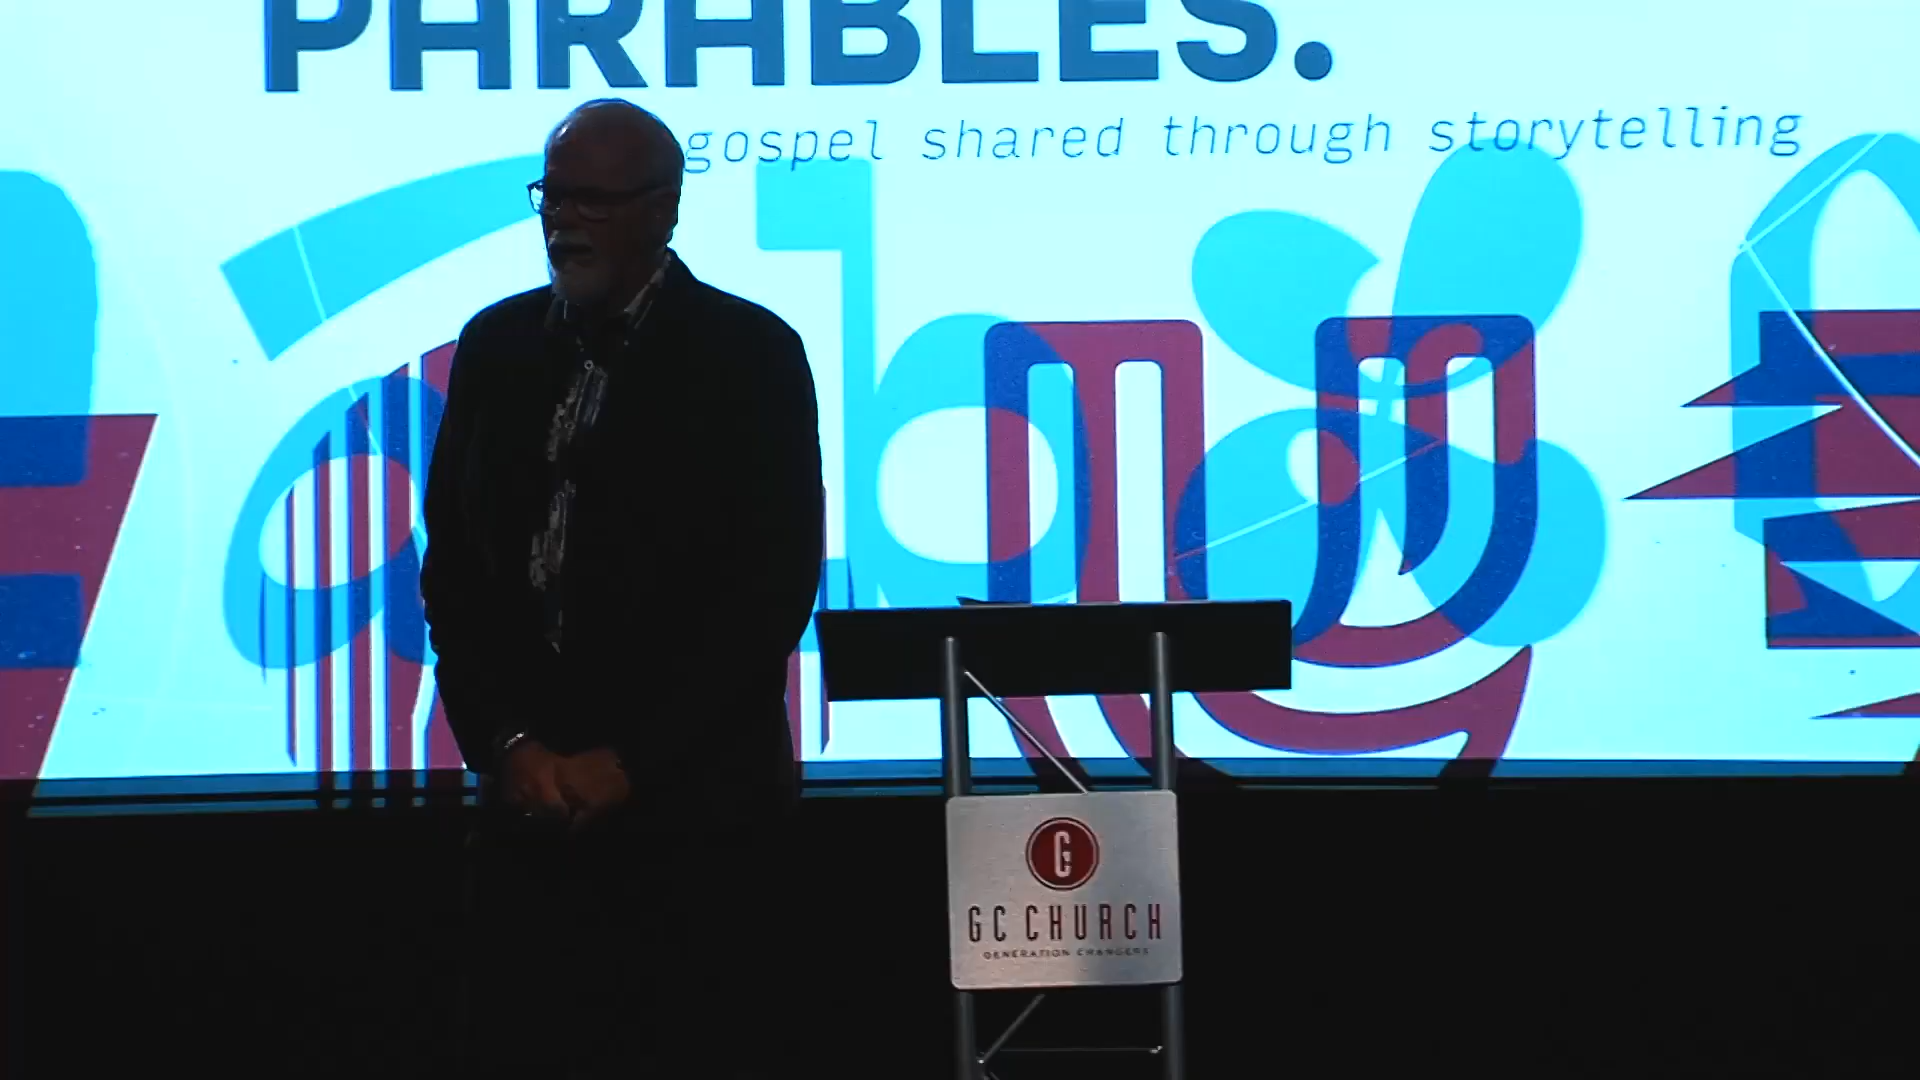 PARABLES.
gospel shared through storytelling
G
GC CHURCH
GENERATION CHANGERS